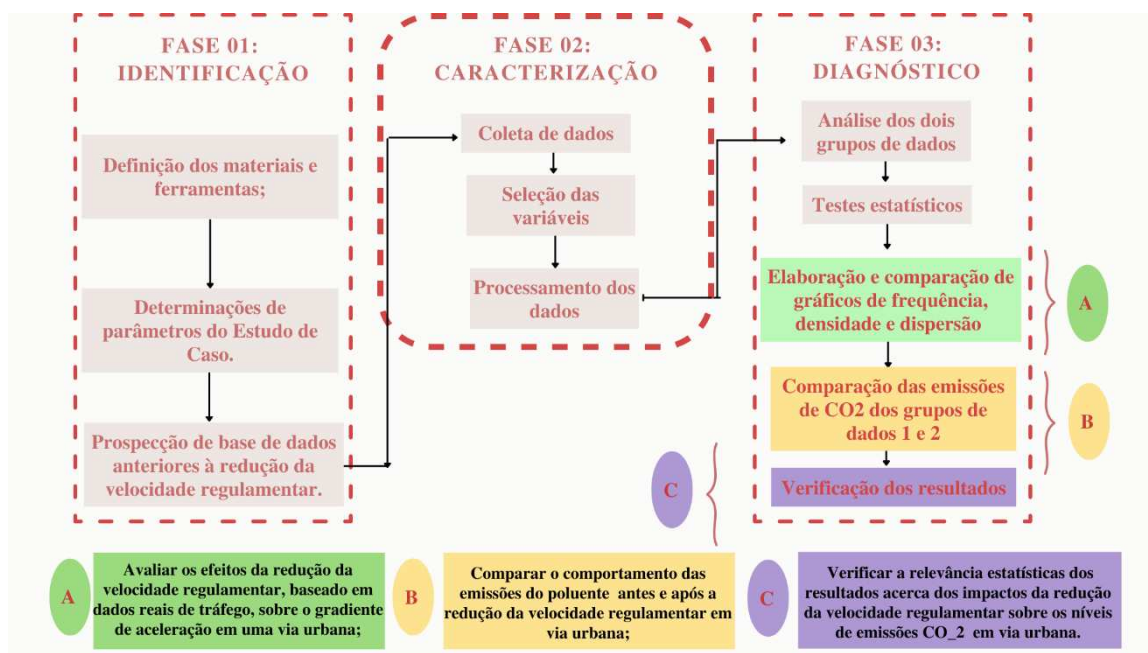 FASE 01:
IDENTIFICAÇÃO
Definição dos materiais e
ferramentas;
Determinações de
parâmetros do Estudo de
Caso.
Prospecção de base de dados
anteriores à redução da
velocidade regulamentar.
FASE 02:
CARACTERIZAÇÃO
Coleta de dados
Seleção das
variáveis
Processamento dos
dados
FASE 03:
DIAGNÓSTICO
Análise dos dois
grupos de dados
Testes estatísticos
Elaboração e comparação de
gráficos de frequência,
densidade e dispersão
A
Comparação das emissões
de CO2 dos grupos de
dados 1 e 2
B
Verificação dos resultados
C
A
Avaliar os efeitos da redução da
velocidade regulamentar, baseado em
dados reais de tráfego, sobre o gradiente
de aceleração em uma via urbana;
B
Comparar o comportamento das
emissões do poluente antes e após a
redução da velocidade regulamentar em
via urbana;
C
Verificar a relevância estatísticas dos
resultados acerca dos impactos da redução
da velocidade regulamentar sobre os níveis
de emissões CO_2 em via urbana.